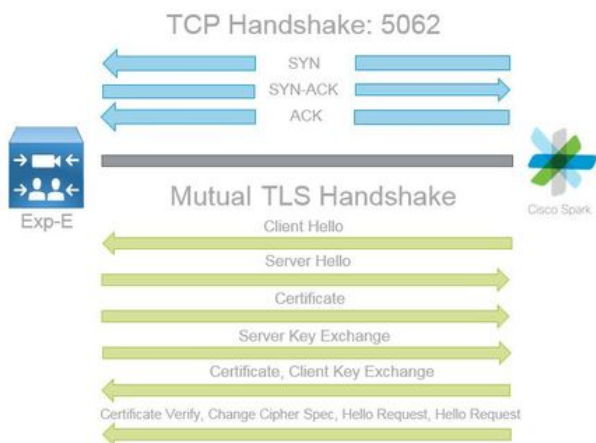 TCP Handshake: 5062
SYN
SYN-ACK
ACK
Exp-E
Cisco Spark
Mutual TLS Handshake
Client Hello
Server Hello
Certificate
Server Key Exchange
Certificate, Client Key Exchange
Certificate Verify, Change Cipher Spec, Hello Request, Hello Request